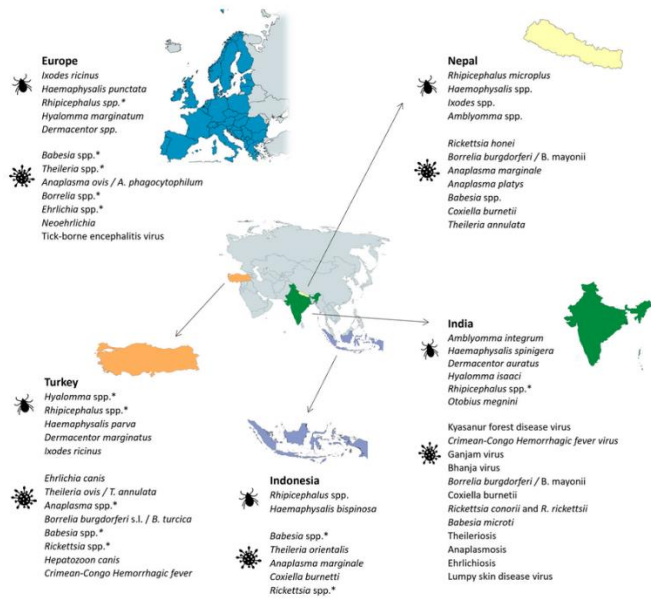 Europe
Ixodes ricinus
Haemaphysalis punctata
Rhipicephalus spp.*
Hyalomma marginatum
Dermacentor spp.
Babesia spp.*
Theileria spp.*
Anaplasma ovis / A. phagocytophilum
Borrelia spp.*
Ehrlichia spp.*
Neoehrlichia
Tick-borne encephalitis virus
Nepal
Rhipicephalus microplus
Haemophysalis spp.
Ixodes spp.
Amblyomma spp.
Rickettsia honei
Borrelia burgdorferi / B. mayonii
Anaplasma marginale
Anaplasma platys
Babesia spp.
Coxiella burnetii
Theileria annulata
Turkey
Hyalomma spp.*
Rhipicephalus spp.*
Haemaphysalis parva
Dermacentor marginatus
Ixodes ricinus
Ehrlichia canis
Theileria ovis / T. annulata
Anaplasma spp.*
Borrelia burgdorferi s.l. / B. turcica
Babesia spp.*
Rickettsia spp.*
Hepatozoon canis
Crimean-Congo Hemorrhagic fever
Indonesia
Rhipicephalus spp.
Haemaphysalis bispinosa
Babesia spp.*
Theileria orientalis
Anaplasma marginale
Coxiella burnetti
Rickettsia spp.*
India
Amblyomma integrum
Haemaphysalis spinigera
Dermacentor auratus
Hyalomma isaaci
Rhipicephalus spp.*
Otobius megnini
Kyasanur forest disease virus
Crimean-Congo Hemorrhagic fever virus
Ganjam virus
Bhanja virus
Borrelia burgdorferi / B. mayonii
Coxiella burnetii
Rickettsia conorii and R. rickettsii
Babesia microti
Theileriosis
Anaplasmosis
Ehrlichiosis
Lumpy skin disease virus